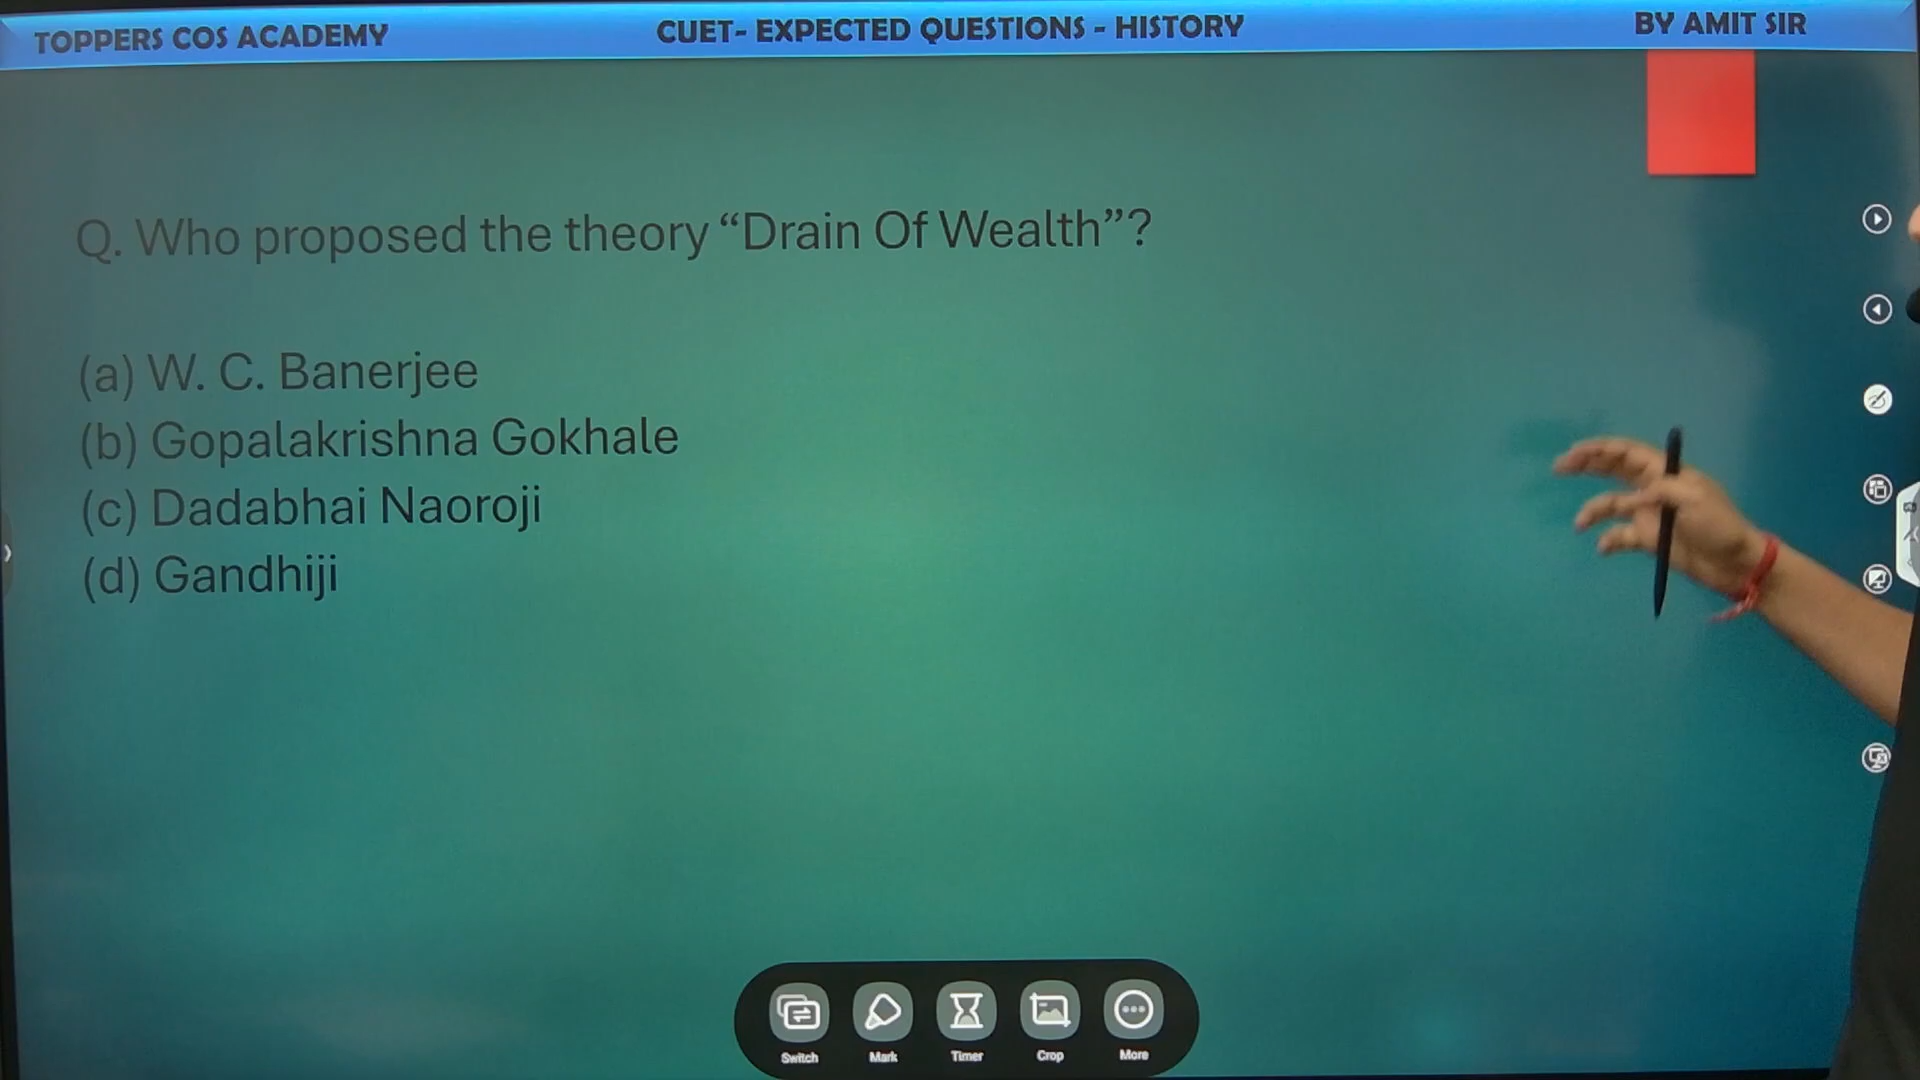 TOPPERS COS ACADEMY CUET- EXPECTED QUESTIONS - HISTORY BY AMIT SIR
Q. Who proposed the theory “Drain Of Wealth”?
(a) W. C. Banerjee
(b) Gopalakrishna Gokhale
(c) Dadabhai Naoroji
(d) Gandhiji
Switch Mark Timer Crop More